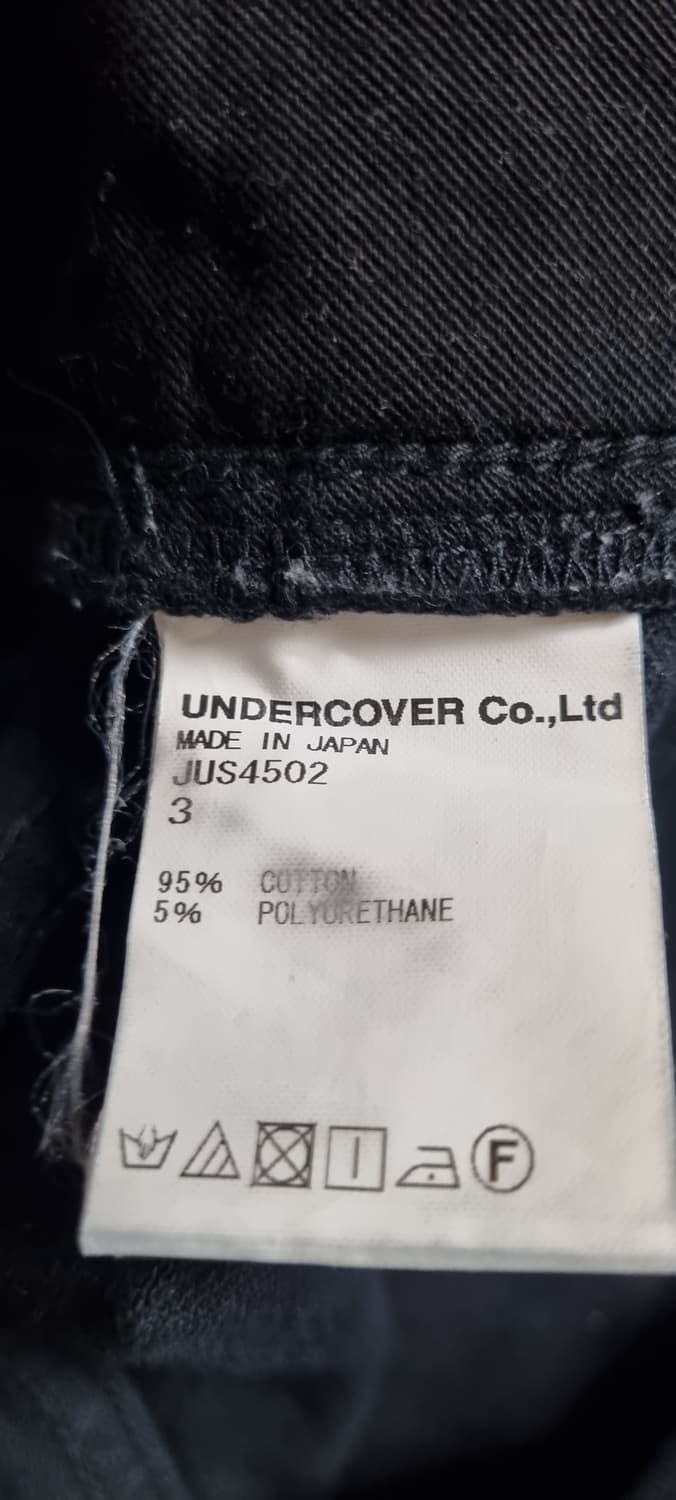 UNDERCOVER Co.,Ltd
MADE IN JAPAN
JUS4502
3
95% COTTON
5% POLYURETHANE
F